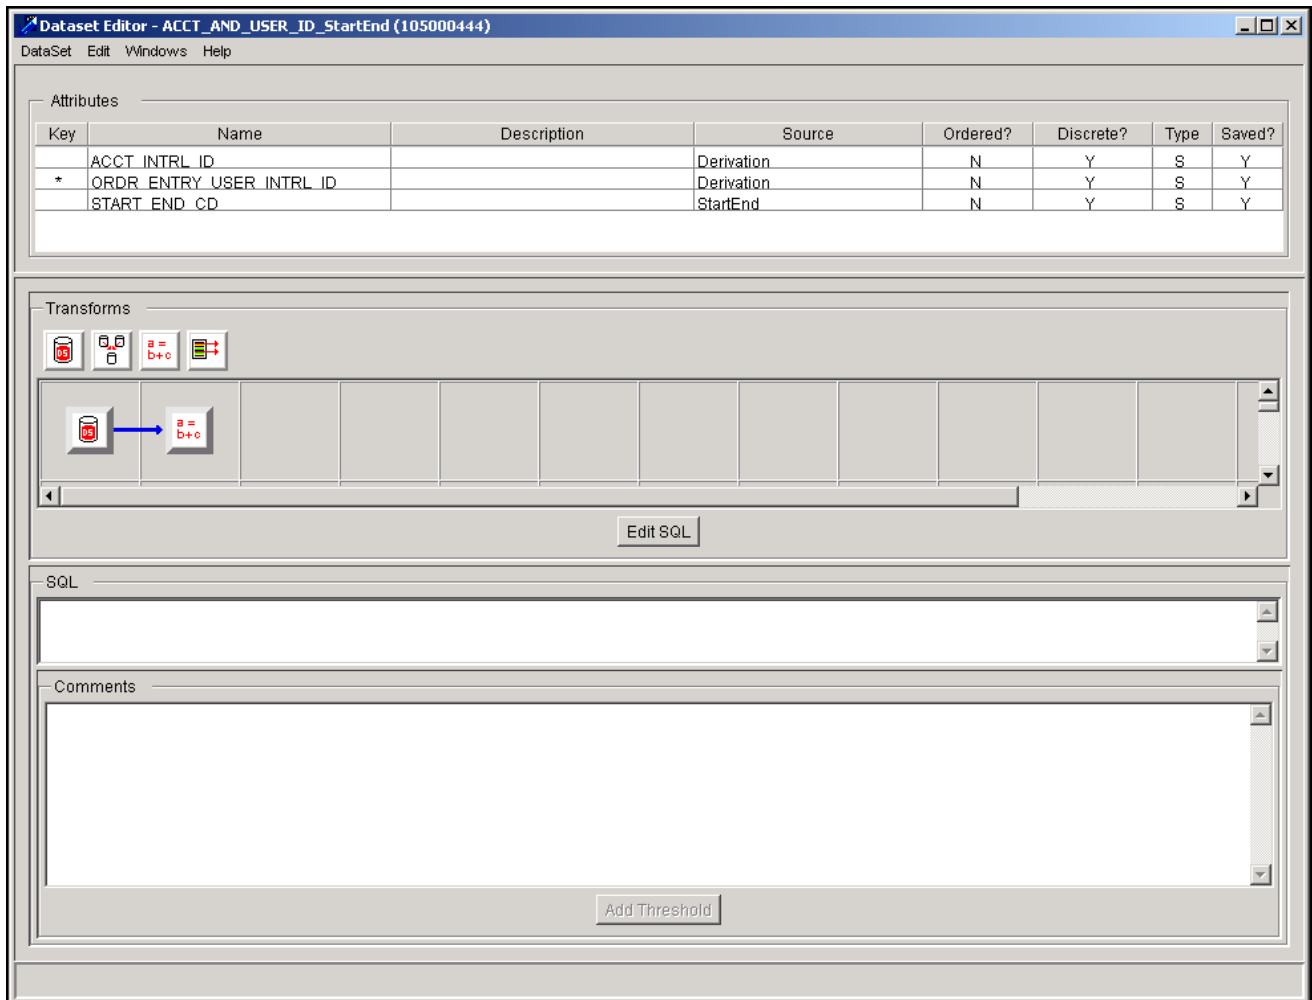 Dataset Editor - ACCT_AND_USER_ID_StartEnd (105000444)
DataSet Edit Windows Help
Attributes
Key Name Description Source Ordered? Discrete? Type Saved?
ACCT_INTRL_ID Derivation N Y S Y
* ORDR_ENTRY_USER_INTRL_ID Derivation N Y S Y
START_END_CD StartEnd N Y S Y
Transforms
DS a = b+c
DS a = b+c
Edit SQL
SQL
Comments
Add Threshold